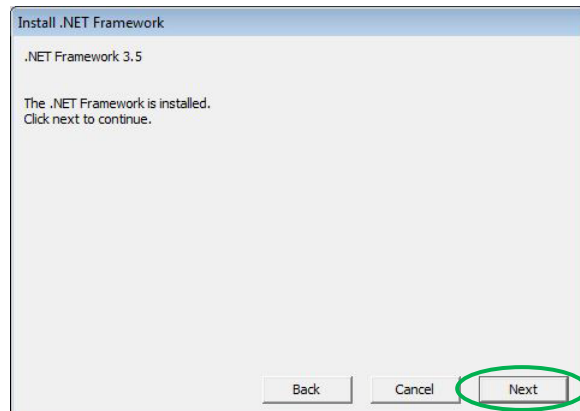 Install .NET Framework
.NET Framework 3.5
The .NET Framework is installed.
Click next to continue.
Back
Cancel
Next